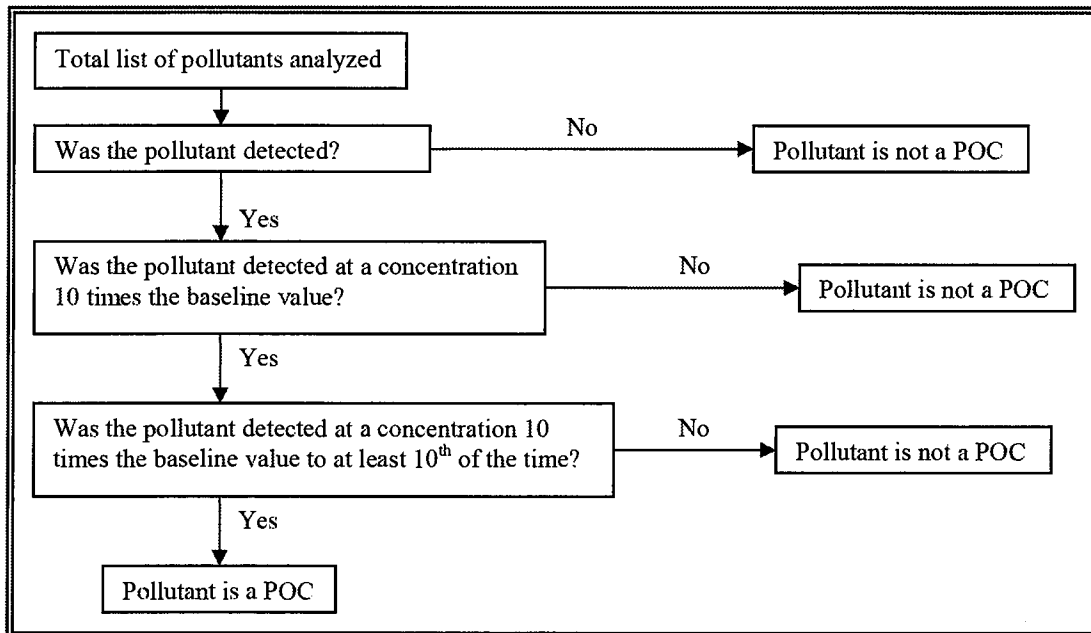 Total list of pollutants analyzed
Was the pollutant detected?
No
Pollutant is not a POC
Yes
Was the pollutant detected at a concentration
10 times the baseline value?
No
Pollutant is not a POC
Yes
Was the pollutant detected at a concentration 10
times the baseline value to at least 10th of the time?
No
Pollutant is not a POC
Yes
Pollutant is a POC